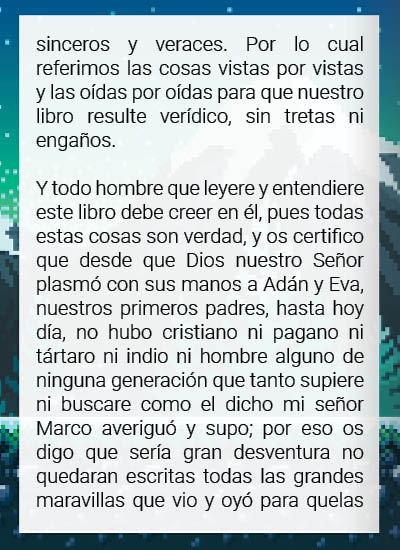 sinceros y veraces. Por lo cual
referimos las cosas vistas por vistas
y las oídas por oídas para que nuestro
libro resulte verídico, sin tretas ni
engaños.
Y todo hombre que leyere y entendiere
este libro debe creer en él, pues todas
estas cosas son verdad, y os certifico
que desde que Dios nuestro Señor
plasmó con sus manos a Adán y Eva,
nuestros primeros padres, hasta hoy
día, no hubo cristiano ni pagano ni
tártaro ni indio ni hombre alguno de
ninguna generación que tanto supiere
ni buscare como el dicho mi señor
Marco averiguó y supo; por eso os
digo que sería gran desventura no
quedaran escritas todas las grandes
maravillas que vio y oyó para quelas